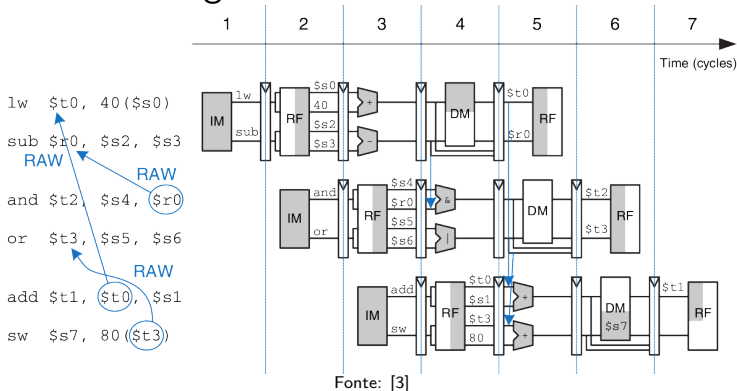 1 2 3 4 5 6 7
Time (cycles)
lw $t0, 40($s0)
sub $r0, $s2, $s3
RAW
RAW
and $t2, $s4, $r0
or $t3, $s5, $s6
RAW
add $t1, $t0, $s1
sw $s7, 80($t3)
IM
lw
sub
RF
$s0
40
$s2
$s3
+
-
DM
$t0
$r0
RF
IM
and
or
RF
$s4
$r0
$s5
$s6
&
|
DM
$t2
$t3
RF
IM
add
sw
RF
$t0
$s1
$t3
80
+
+
DM
$s7
$t1
RF
Fonte: [3]